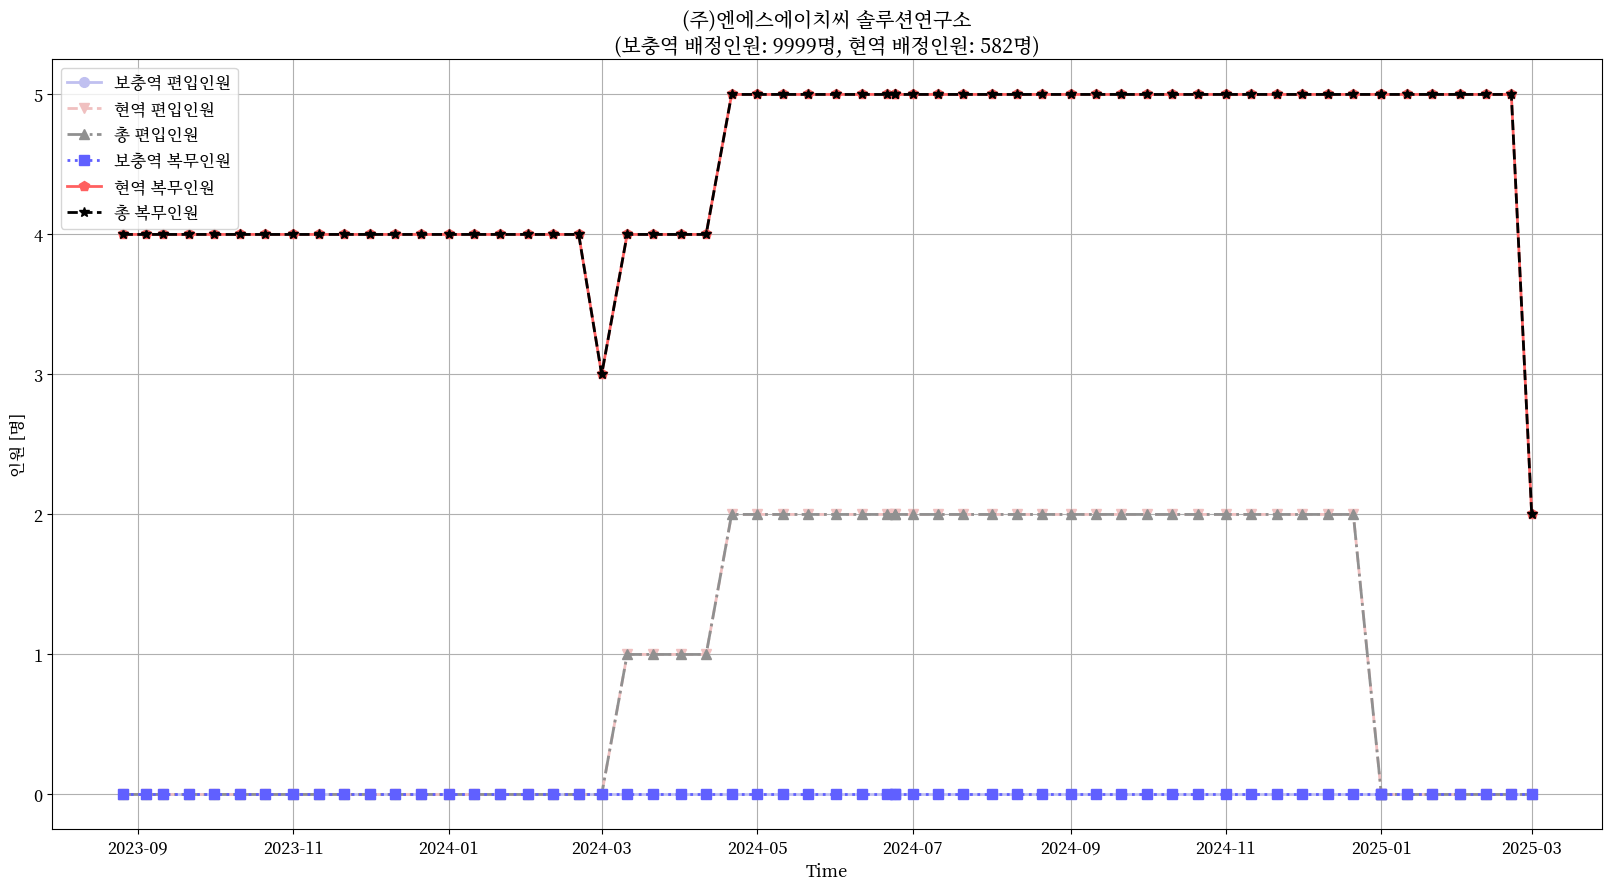 (주)엔에스에이치씨 솔루션연구소
(보충역 배정인원: 9999명, 현역 배정인원: 582명)
보충역 편입인원
현역 편입인원
총 편입인원
보충역 복무인원
현역 복무인원
총 복무인원
5
4
3
2
1
0
인원 [명]
2023-09
2023-11
2024-01
2024-03
2024-05
2024-07
2024-09
2024-11
2025-01
2025-03
Time